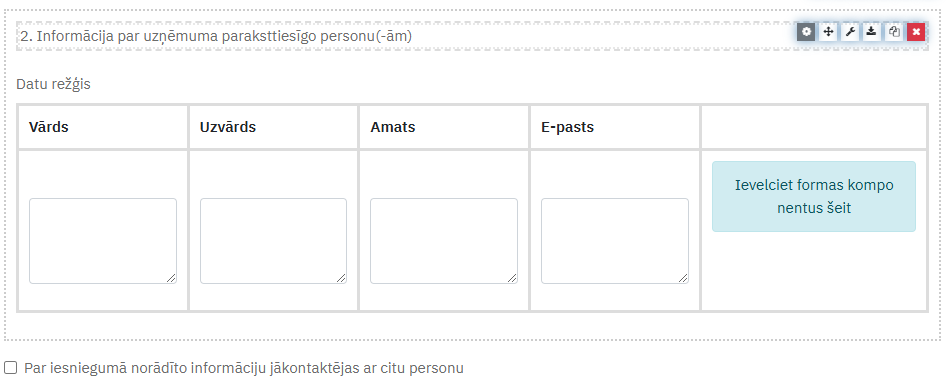 2. Informācija par uzņēmuma paraksttiesīgo personu(-ām)
Datu režģis
Vārds Uzvārds Amats E-pasts
Ievelciet formas kompo
nentus šeit
Par iesniegumā norādīto informāciju jākontaktējas ar citu personu